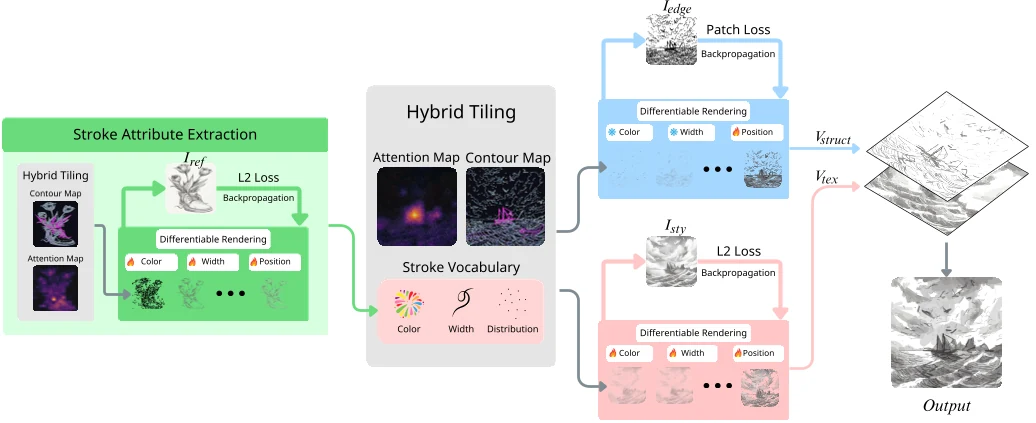 Stroke Attribute Extraction
Hybrid Tiling
Contour Map
Attention Map
I_ref
L2 Loss
Backpropagation
Differentiable Rendering
Color
Width
Position
Hybrid Tiling
Attention Map
Contour Map
Stroke Vocabulary
Color
Width
Distribution
I_edge
Patch Loss
Backpropagation
Differentiable Rendering
Color
Width
Position
I_sty
L2 Loss
Backpropagation
Differentiable Rendering
Color
Width
Position
V_struct
V_tex
Output